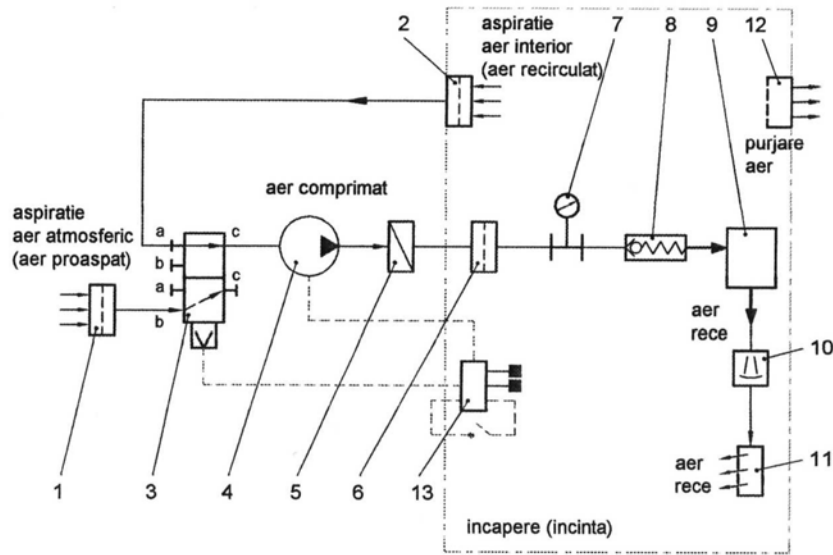 2
aspiratie
aer interior
(aer recirculat)
7
8
9
12
purjare
aer
aer comprimat
aspiratie
aer atmosferic
(aer proaspat)
a
c
b
a
c
b
aer
rece
10
aer
rece
11
1
3
4
5
6
13
incapere (incinta)